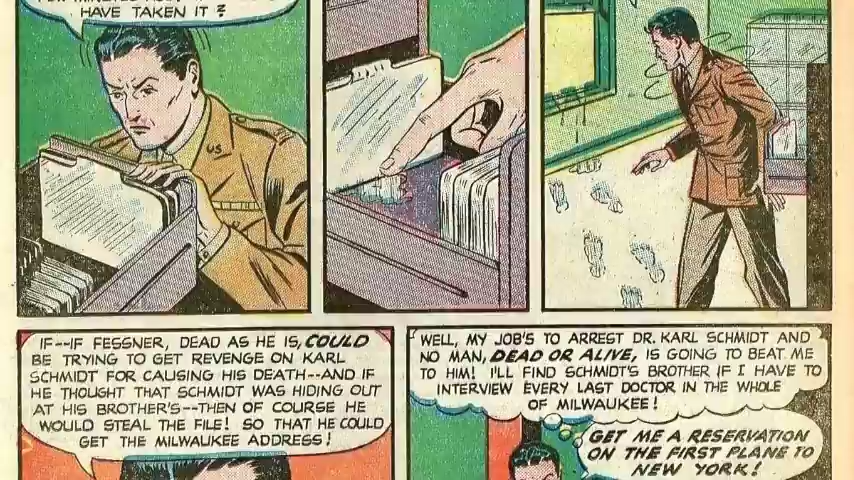 HAVE TAKEN IT?
US
IF--IF FESSNER, DEAD AS HE IS, COULD
BE TRYING TO GET REVENGE ON KARL
SCHMIDT FOR CAUSING HIS DEATH--AND IF
HE THOUGHT THAT SCHMIDT WAS HIDING OUT
AT HIS BROTHER'S--THEN OF COURSE HE
WOULD STEAL THE FILE! SO THAT HE COULD
GET THE MILWAUKEE ADDRESS!
WELL, MY JOB'S TO ARREST DR. KARL SCHMIDT AND
NO MAN, DEAD OR ALIVE, IS GOING TO BEAT ME
TO HIM! I'LL FIND SCHMIDT'S BROTHER IF I HAVE TO
INTERVIEW EVERY LAST DOCTOR IN THE WHOLE
OF MILWAUKEE!
GET ME A RESERVATION
ON THE FIRST PLANE TO
NEW YORK!